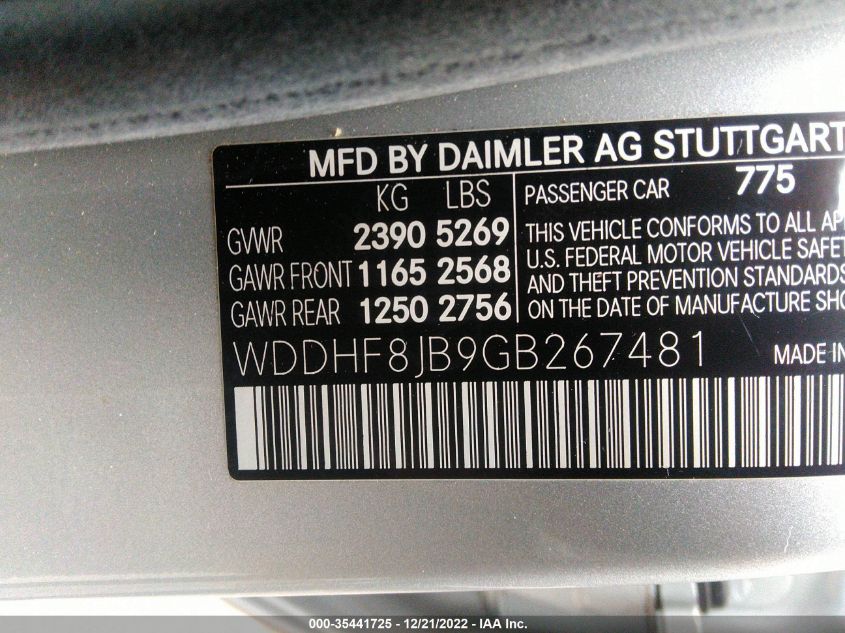 MFD BY DAIMLER AG STUTTGART
KG LBS
GVWR 2390 5269
GAWR FRONT 1165 2568
GAWR REAR 1250 2756
PASSENGER CAR 775
THIS VEHICLE CONFORMS TO ALL
U.S. FEDERAL MOTOR VEHICLE SAFET
AND THEFT PREVENTION STANDARDS
ON THE DATE OF MANUFACTURE SHO
WDDHF8JB9GB267481
MADE IN
000-35441725 - 12/21/2022 - IAA Inc.